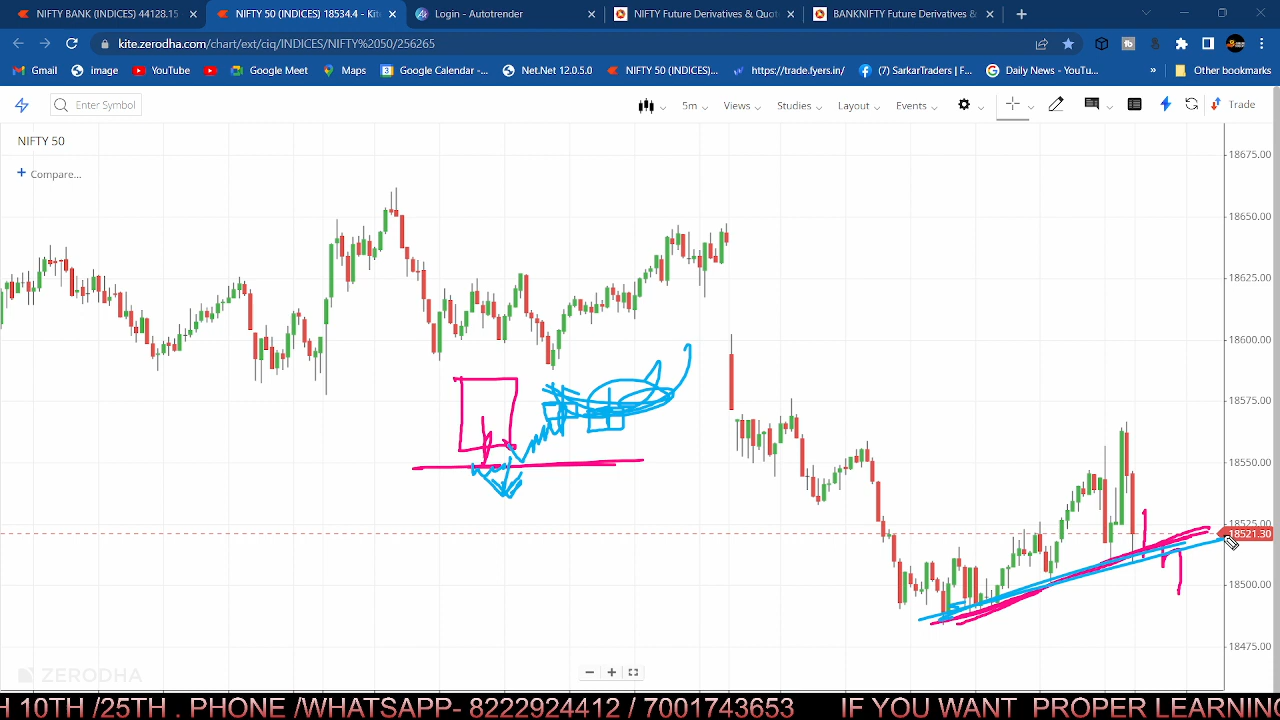 NIFTY BANK (INDICES) 44128.15
NIFTY 50 (INDICES) 18534.4 - Kite
Login - Autotrender
NIFTY Future Derivatives & Quot
BANKNIFTY Future Derivatives &
kite.zerodha.com/chart/ext/ciq/INDICES/NIFTY%2050/256265
Gmail
image
YouTube
Google Meet
Maps
Google Calendar -...
Net.Net 12.0.5.0
NIFTY 50 (INDICES)...
https://trade.fyers.in/
(7) SarkaTraders | F...
Daily News - YouTu...
»
Other bookmarks
Enter Symbol
5m
Views
Studies
Layout
Events
Trade
NIFTY 50
+ Compare...
18675.00
18650.00
18625.00
18600.00
18575.00
18550.00
18525.00
18521.30
18500.00
18475.00
ZERODHA
H 10TH /25TH . PHONE /WHATSAPP- 8222924412 / 7001743653 (IF YOU WANT PROPER LEARNING